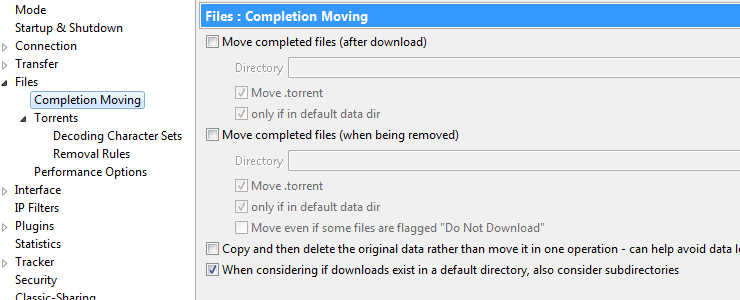 Mode
Startup & Shutdown
Connection
Transfer
Files
Completion Moving
Torrents
Decoding Character Sets
Removal Rules
Performance Options
Interface
IP Filters
Plugins
Statistics
Tracker
Security
Classic-Sharing
Files : Completion Moving
Move completed files (after download)
Directory
Move .torrent
only if in default data dir
Move completed files (when being removed)
Directory
Move .torrent
only if in default data dir
Move even if some files are flagged "Do Not Download"
Copy and then delete the original data rather than move it in one operation - can help avoid data
When considering if downloads exist in a default directory, also consider subdirectories